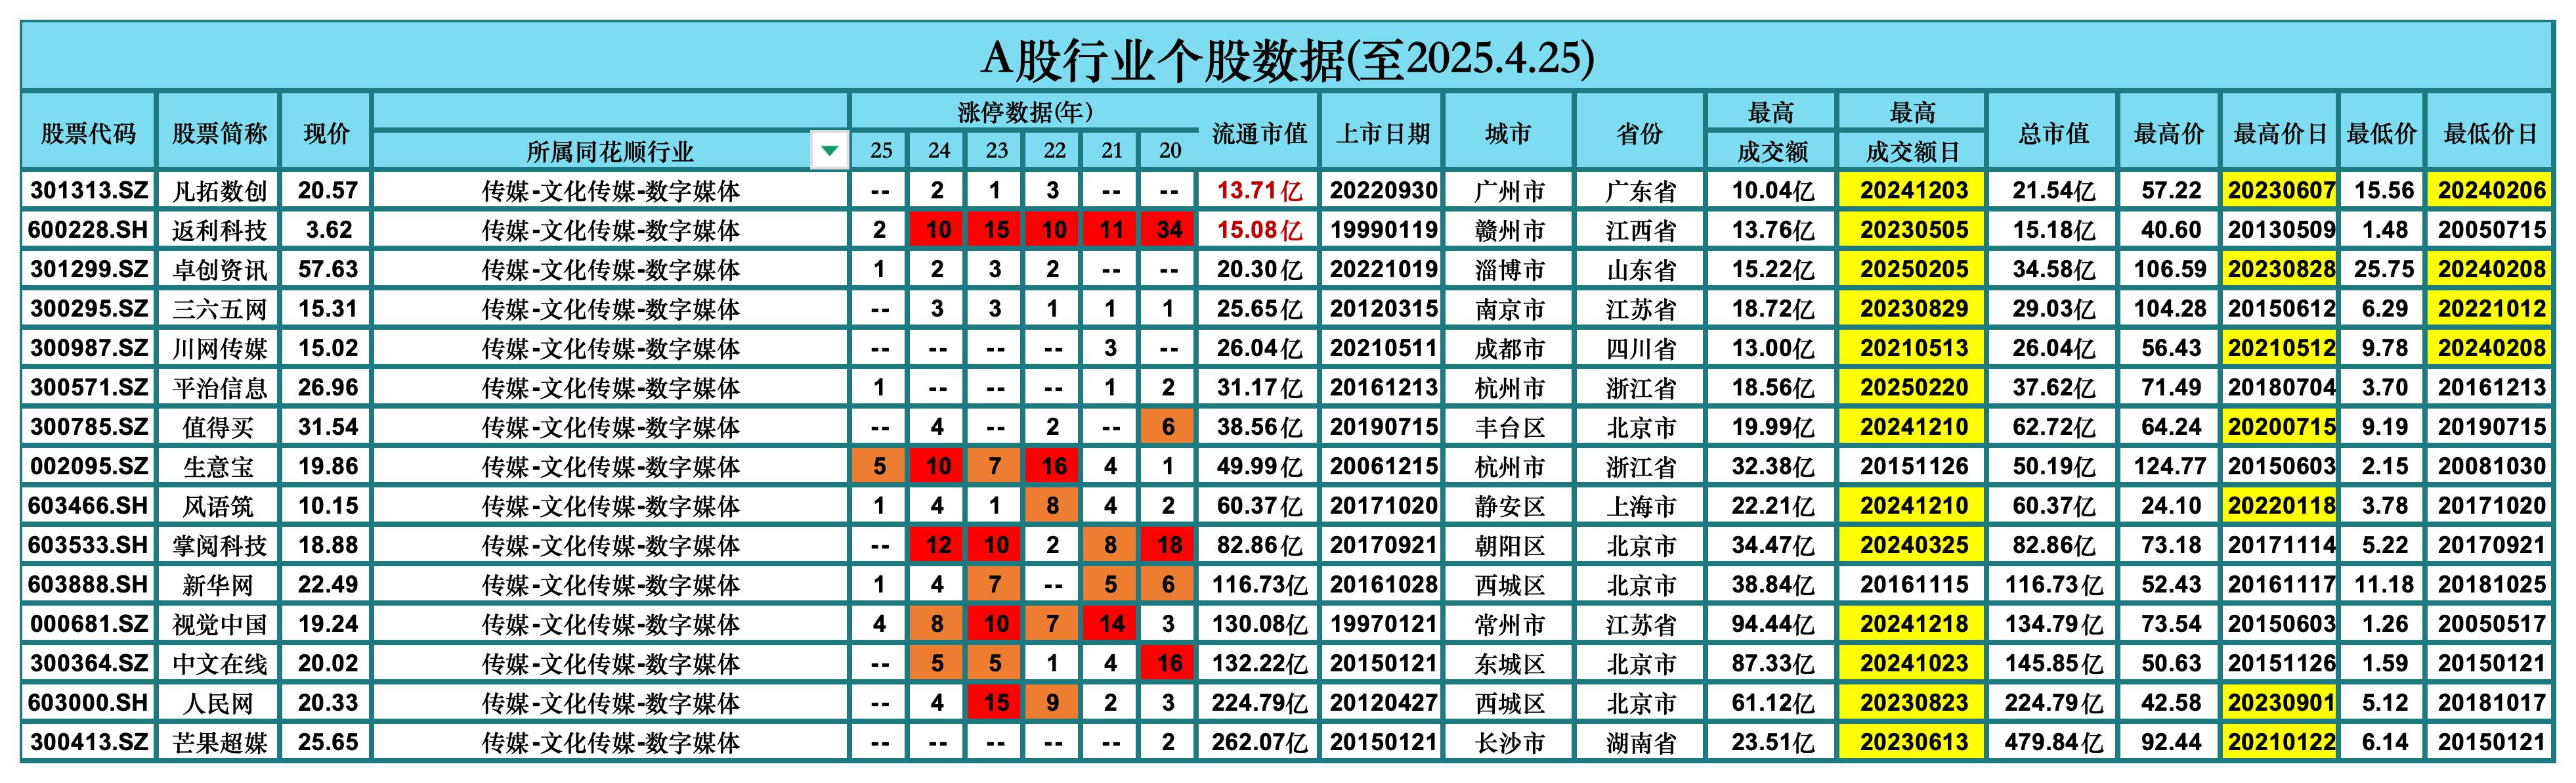 A股行业个股数据(至2025.4.25)
股票代码 股票简称 现价 所属同花顺行业 涨停数据(年) 25 24 23 22 21 20 流通市值 上市日期 城市 省份 最高成交额 最高成交额日 总市值 最高价 最高价日 最低价 最低价日
301313.SZ 凡拓数创 20.57 传媒-文化传媒-数字媒体 -- 2 1 3 -- -- 13.71亿 20220930 广州市 广东省 10.04亿 20241203 21.54亿 57.22 20230607 15.56 20240206
600228.SH 返利科技 3.62 传媒-文化传媒-数字媒体 2 10 15 10 11 34 15.08亿 19990119 赣州市 江西省 13.76亿 20230505 15.18亿 40.60 20130509 1.48 20050715
301299.SZ 卓创资讯 57.63 传媒-文化传媒-数字媒体 1 2 3 2 -- -- 20.30亿 20221019 淄博市 山东省 15.22亿 20250205 34.58亿 106.59 20230828 25.75 20240208
300295.SZ 三六五网 15.31 传媒-文化传媒-数字媒体 -- 3 3 1 1 1 25.65亿 20120315 南京市 江苏省 18.72亿 20230829 29.03亿 104.28 20150612 6.29 20221012
300987.SZ 川网传媒 15.02 传媒-文化传媒-数字媒体 -- -- -- -- 3 -- 26.04亿 20210511 成都市 四川省 13.00亿 20210513 26.04亿 56.43 20210512 9.78 20240208
300571.SZ 平治信息 26.96 传媒-文化传媒-数字媒体 1 -- -- -- 1 2 31.17亿 20161213 杭州市 浙江省 18.56亿 20250220 37.62亿 71.49 20180704 3.70 20161213
300785.SZ 值得买 31.54 传媒-文化传媒-数字媒体 -- 4 -- 2 -- 6 38.56亿 20190715 丰台区 北京市 19.99亿 20241210 62.72亿 64.24 20200715 9.19 20190715
002095.SZ 生意宝 19.86 传媒-文化传媒-数字媒体 5 10 7 16 4 1 49.99亿 20061215 杭州市 浙江省 32.38亿 20151126 50.19亿 124.77 20150603 2.15 20081030
603466.SH 风语筑 10.15 传媒-文化传媒-数字媒体 1 4 1 8 4 2 60.37亿 20171020 静安区 上海市 22.21亿 20241210 60.37亿 24.10 20220118 3.78 20171020
603533.SH 掌阅科技 18.88 传媒-文化传媒-数字媒体 -- 12 10 2 8 18 82.86亿 20170921 朝阳区 北京市 34.47亿 20240325 82.86亿 73.18 20171114 5.22 20170921
603888.SH 新华网 22.49 传媒-文化传媒-数字媒体 1 4 7 -- 5 6 116.73亿 20161028 西城区 北京市 38.84亿 20161115 116.73亿 52.43 20161117 11.18 20181025
000681.SZ 视觉中国 19.24 传媒-文化传媒-数字媒体 4 8 10 7 14 3 130.08亿 19970121 常州市 江苏省 94.44亿 20241218 134.79亿 73.54 20150603 1.26 20050517
300364.SZ 中文在线 20.02 传媒-文化传媒-数字媒体 -- 5 5 1 4 16 132.22亿 20150121 东城区 北京市 87.33亿 20241023 145.85亿 50.63 20151126 1.59 20150121
603000.SH 人民网 20.33 传媒-文化传媒-数字媒体 -- 4 15 9 2 3 224.79亿 20120427 西城区 北京市 61.12亿 20230823 224.79亿 42.58 20230901 5.12 20181017
300413.SZ 芒果超媒 25.65 传媒-文化传媒-数字媒体 -- -- -- -- -- 2 262.07亿 20150121 长沙市 湖南省 23.51亿 20230613 479.84亿 92.44 20210122 6.14 20150121